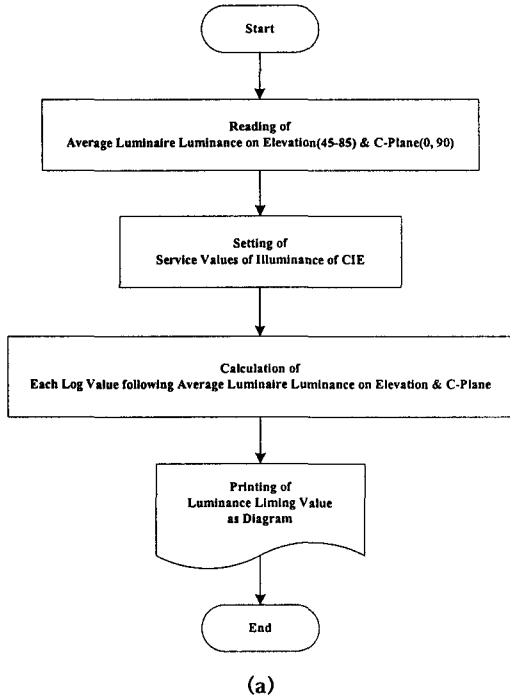 Start
Reading of
Average Luminaire Luminance on Elevation(45-85) & C-Plane(0, 90)
Setting of
Service Values of Illuminance of CIE
Calculation of
Each Log Value following Average Luminaire Luminance on Elevation & C-Plane
Printing of
Luminance Liming Value
as Diagram
End
(a)